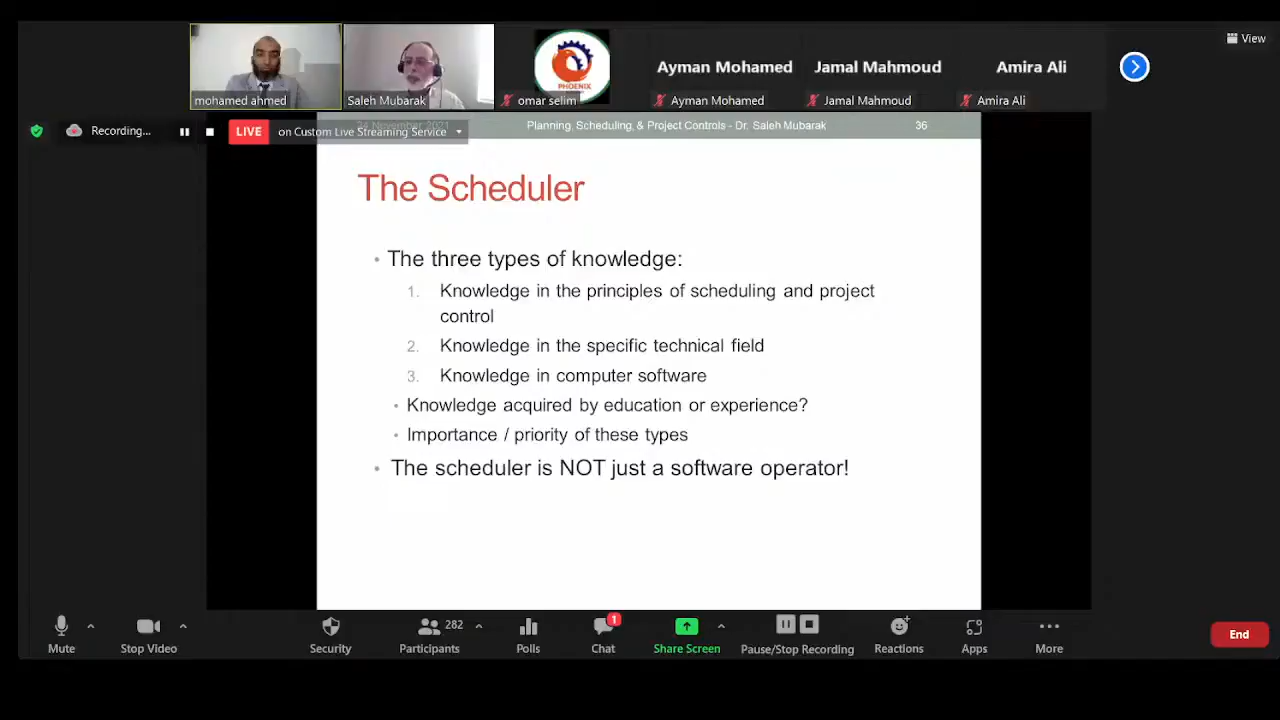 View
Ayman Mohamed
Jamal Mahmoud
Amira Ali
PHOENIX
mohamed ahmed
Saleh Mubarak
omar selim
Ayman Mohamed
Jamal Mahmoud
Amira Ali
Recording...
LIVE
on Custom Live Streaming Service
24 November 2021
Planning, Scheduling, & Project Controls - Dr. Saleh Mubarak
36
The Scheduler
• The three types of knowledge:
1. Knowledge in the principles of scheduling and project
control
2. Knowledge in the specific technical field
3. Knowledge in computer software
• Knowledge acquired by education or experience?
• Importance / priority of these types
• The scheduler is NOT just a software operator!
Mute
Stop Video
Security
282
Participants
Polls
1
Chat
Share Screen
Pause/Stop Recording
Reactions
Apps
More
End